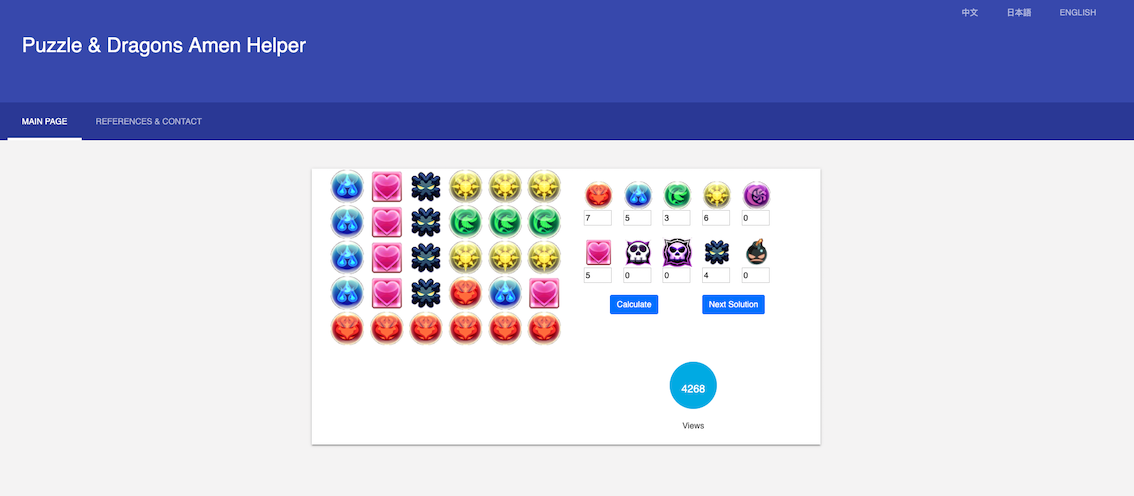 中文 日本語 ENGLISH
Puzzle & Dragons Amen Helper
MAIN PAGE REFERENCES & CONTACT
7 5 3 6 0
5 0 0 4 0
Calculate Next Solution
4268
Views